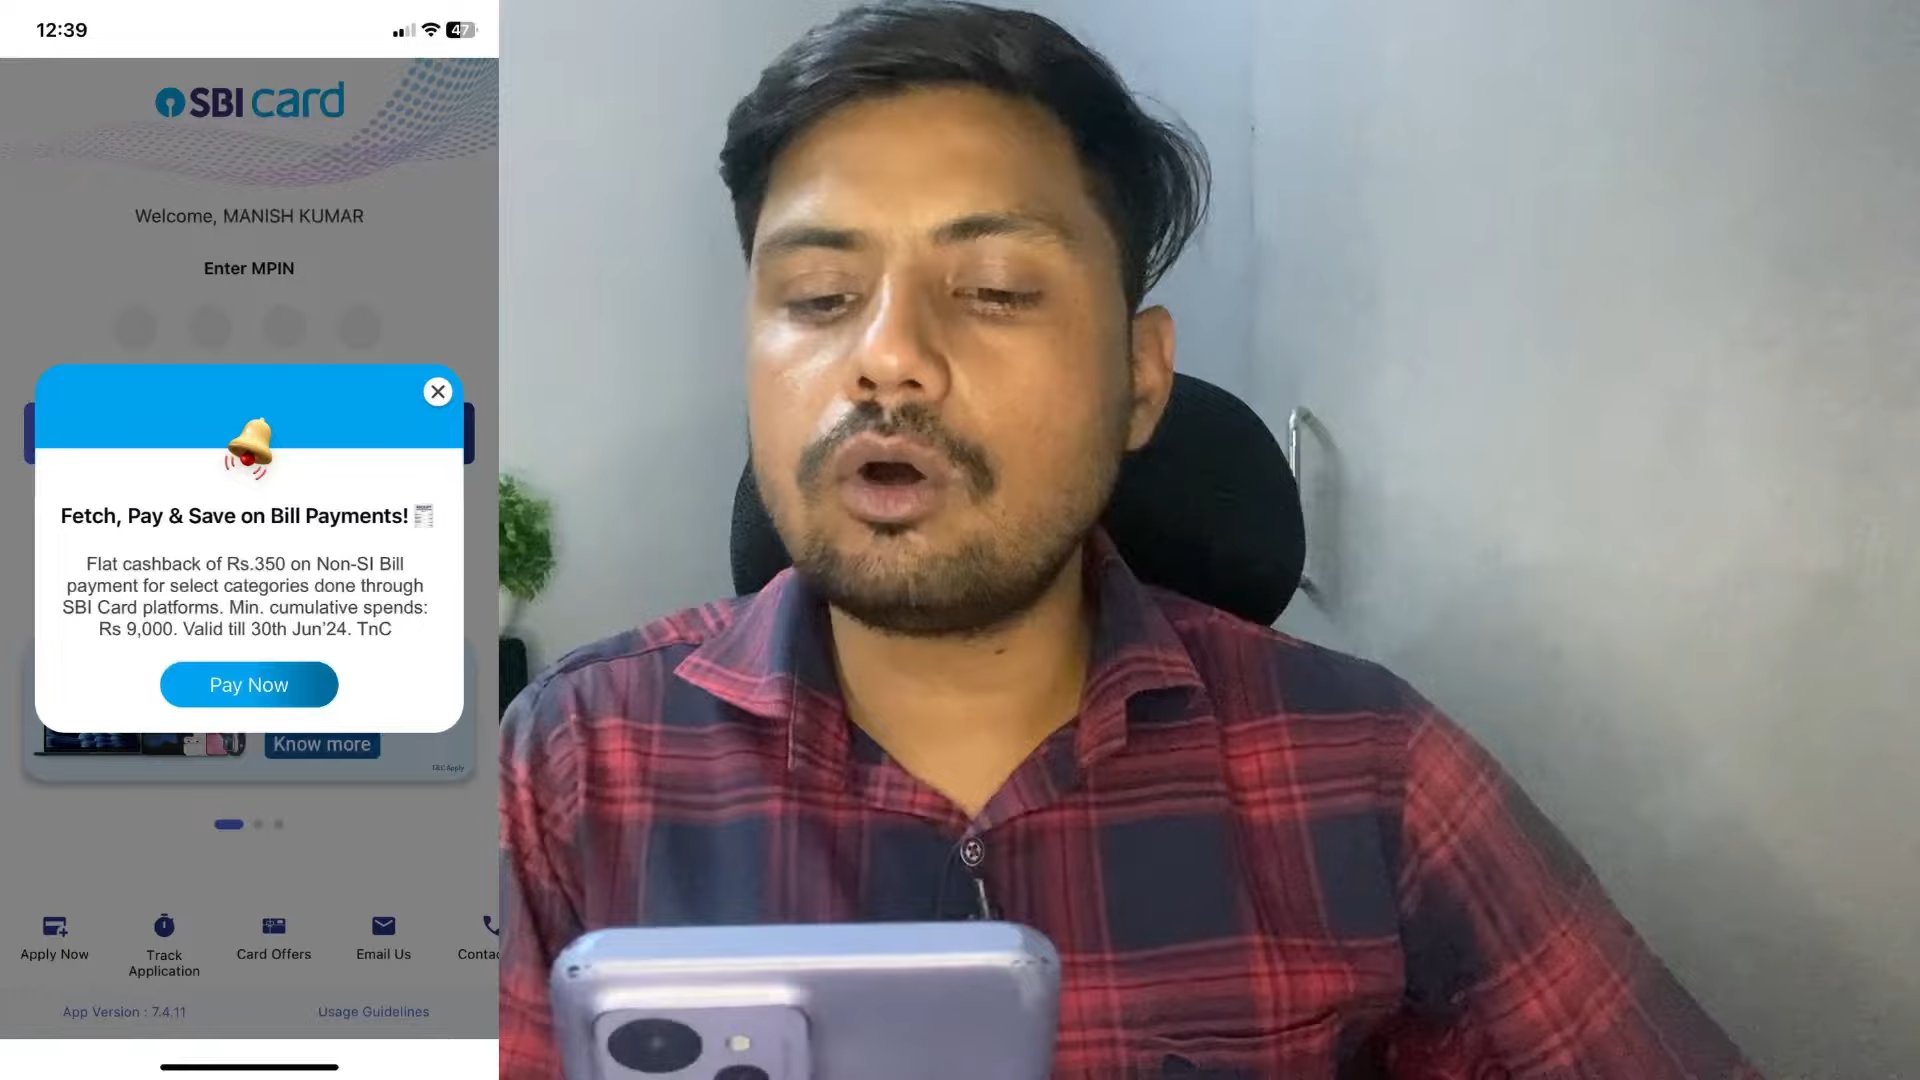 12:39
47
SBI card
Welcome, MANISH KUMAR
Enter MPIN
Fetch, Pay & Save on Bill Payments!
Flat cashback of Rs.350 on Non-SI Bill
payment for select categories done through
SBI Card platforms. Min. cumulative spends:
Rs 9,000. Valid till 30th Jun'24. TnC
Pay Now
Know more
T&C Apply
Apply Now
Track
Application
Card Offers
Email Us
Contac
App Version : 7.4.11
Usage Guidelines